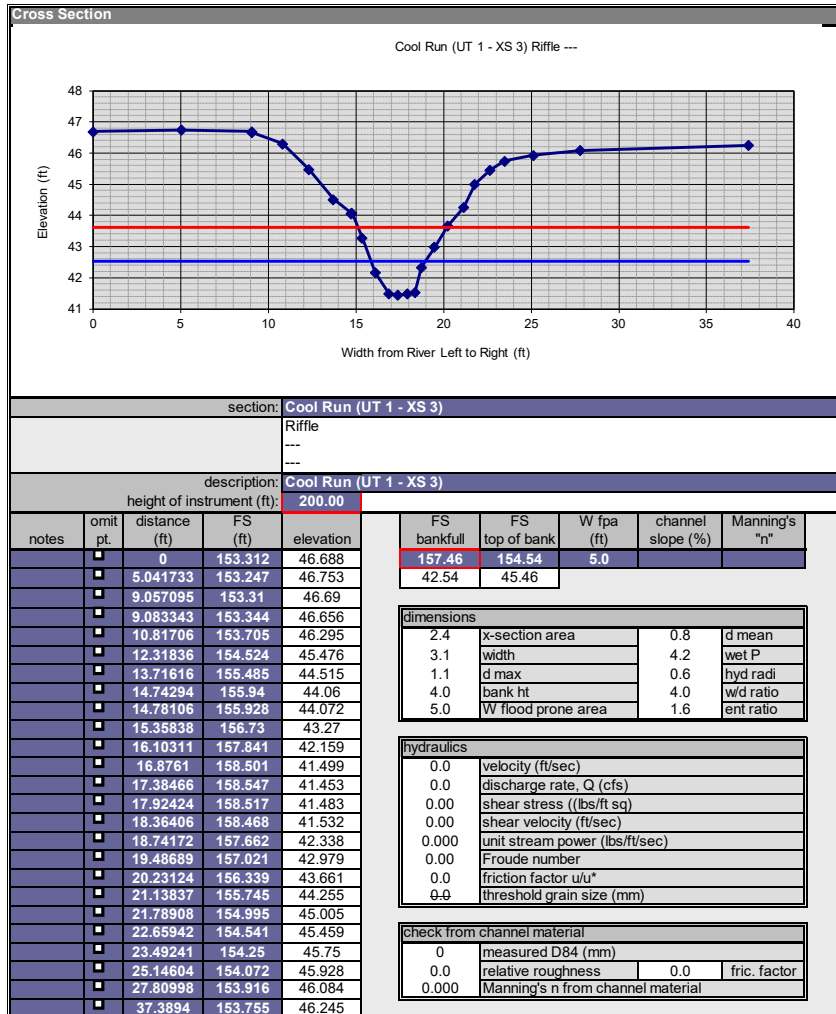 Cross Section
Cool Run (UT 1 - XS 3) Riffle ---
48
47
46
45
44
43
42
41
Elevation (ft)
0 5 10 15 20 25 30 35 40
Width from River Left to Right (ft)
section: Cool Run (UT 1 - XS 3)
Riffle
---
---
description: Cool Run (UT 1 - XS 3)
height of instrument (ft): 200.00
omit distance FS
notes pt. (ft) (ft) elevation
0 153.312 46.688
5.041733 153.247 46.753
9.057095 153.31 46.69
9.083343 153.344 46.656
10.81706 153.705 46.295
12.31836 154.524 45.476
13.71616 155.485 44.515
14.74294 155.94 44.06
14.78106 155.928 44.072
15.35838 156.73 43.27
16.10311 157.841 42.159
16.8761 158.501 41.499
17.38466 158.547 41.453
17.92424 158.517 41.483
18.36406 158.468 41.532
18.74172 157.662 42.338
19.48689 157.021 42.979
20.23124 156.339 43.661
21.13837 155.745 44.255
21.78908 154.995 45.005
22.65942 154.541 45.459
23.49241 154.25 45.75
25.14604 154.072 45.928
27.80998 153.916 46.084
37.3894 153.755 46.245
FS FS W fpa channel Manning's
bankfull top of bank (ft) slope (%) "n"
157.46 154.54 5.0
42.54 45.46
dimensions
2.4 x-section area 0.8 d mean
3.1 width 4.2 wet P
1.1 d max 0.6 hyd radi
4.0 bank ht 4.0 w/d ratio
5.0 W flood prone area 1.6 ent ratio
hydraulics
0.0 velocity (ft/sec)
0.0 discharge rate, Q (cfs)
0.00 shear stress ((lbs/ft sq)
0.00 shear velocity (ft/sec)
0.000 unit stream power (lbs/ft/sec)
0.00 Froude number
0.0 friction factor u/u*
0.0 threshold grain size (mm)
check from channel material
0 measured D84 (mm)
0.0 relative roughness 0.0 fric. factor
0.000 Manning's n from channel material